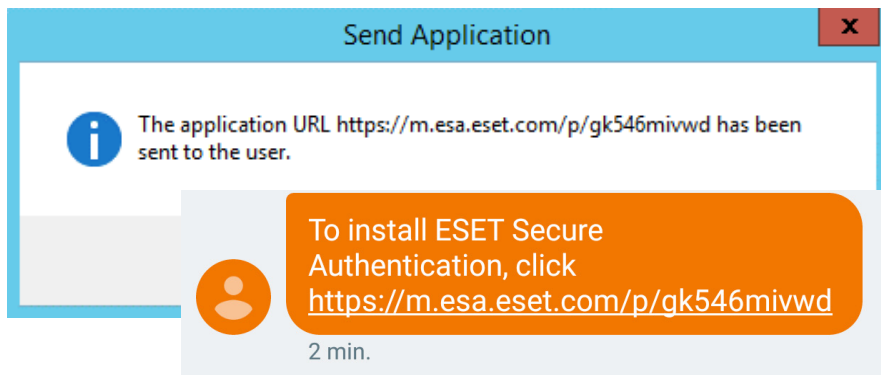 Send Application
x
The application URL https://m.esa.eset.com/p/gk546mivwd has been
sent to the user.
To install ESET Secure
Authentication, click
https://m.esa.eset.com/p/gk546mivwd
2 min.